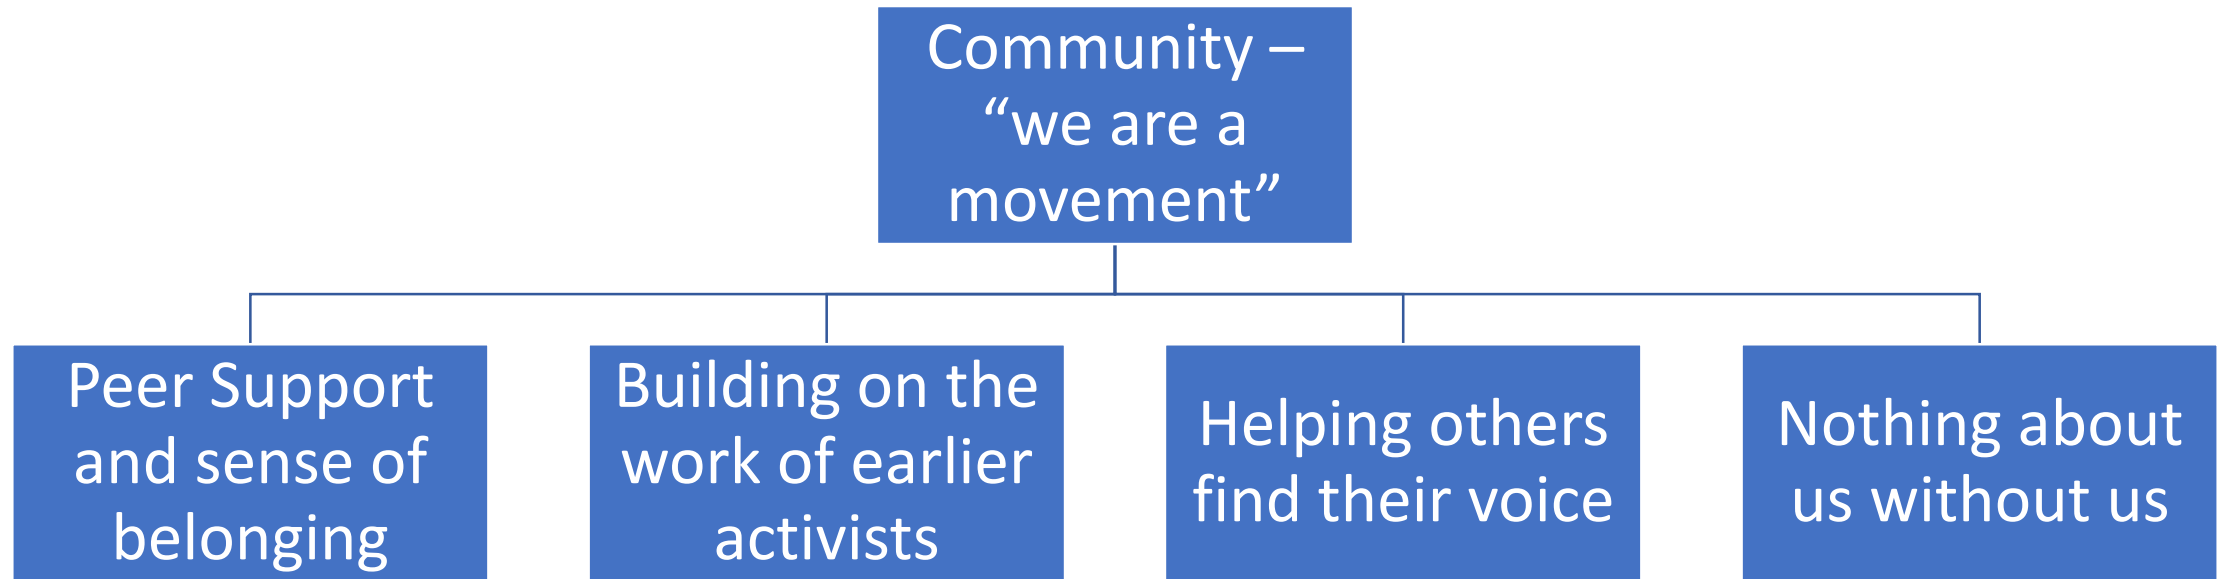 Community –
“we are a
movement”
Peer Support
and sense of
belonging
Building on the
work of earlier
activists
Helping others
find their voice
Nothing about
us without us